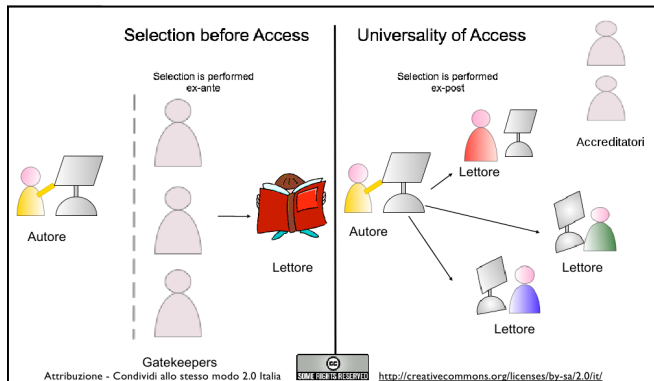 Selection before Access
Selection is performed
ex-ante
Autore
Lettore
Gatekeepers
Universality of Access
Selection is performed
ex-post
Accreditatori
Lettore
Autore
Lettore
Lettore
Attribuzione - Condividi allo stesso modo 2.0 Italia
cc
SOME RIGHTS RESERVED
http://creativecommons.org/licenses/by-sa/2.0/it/